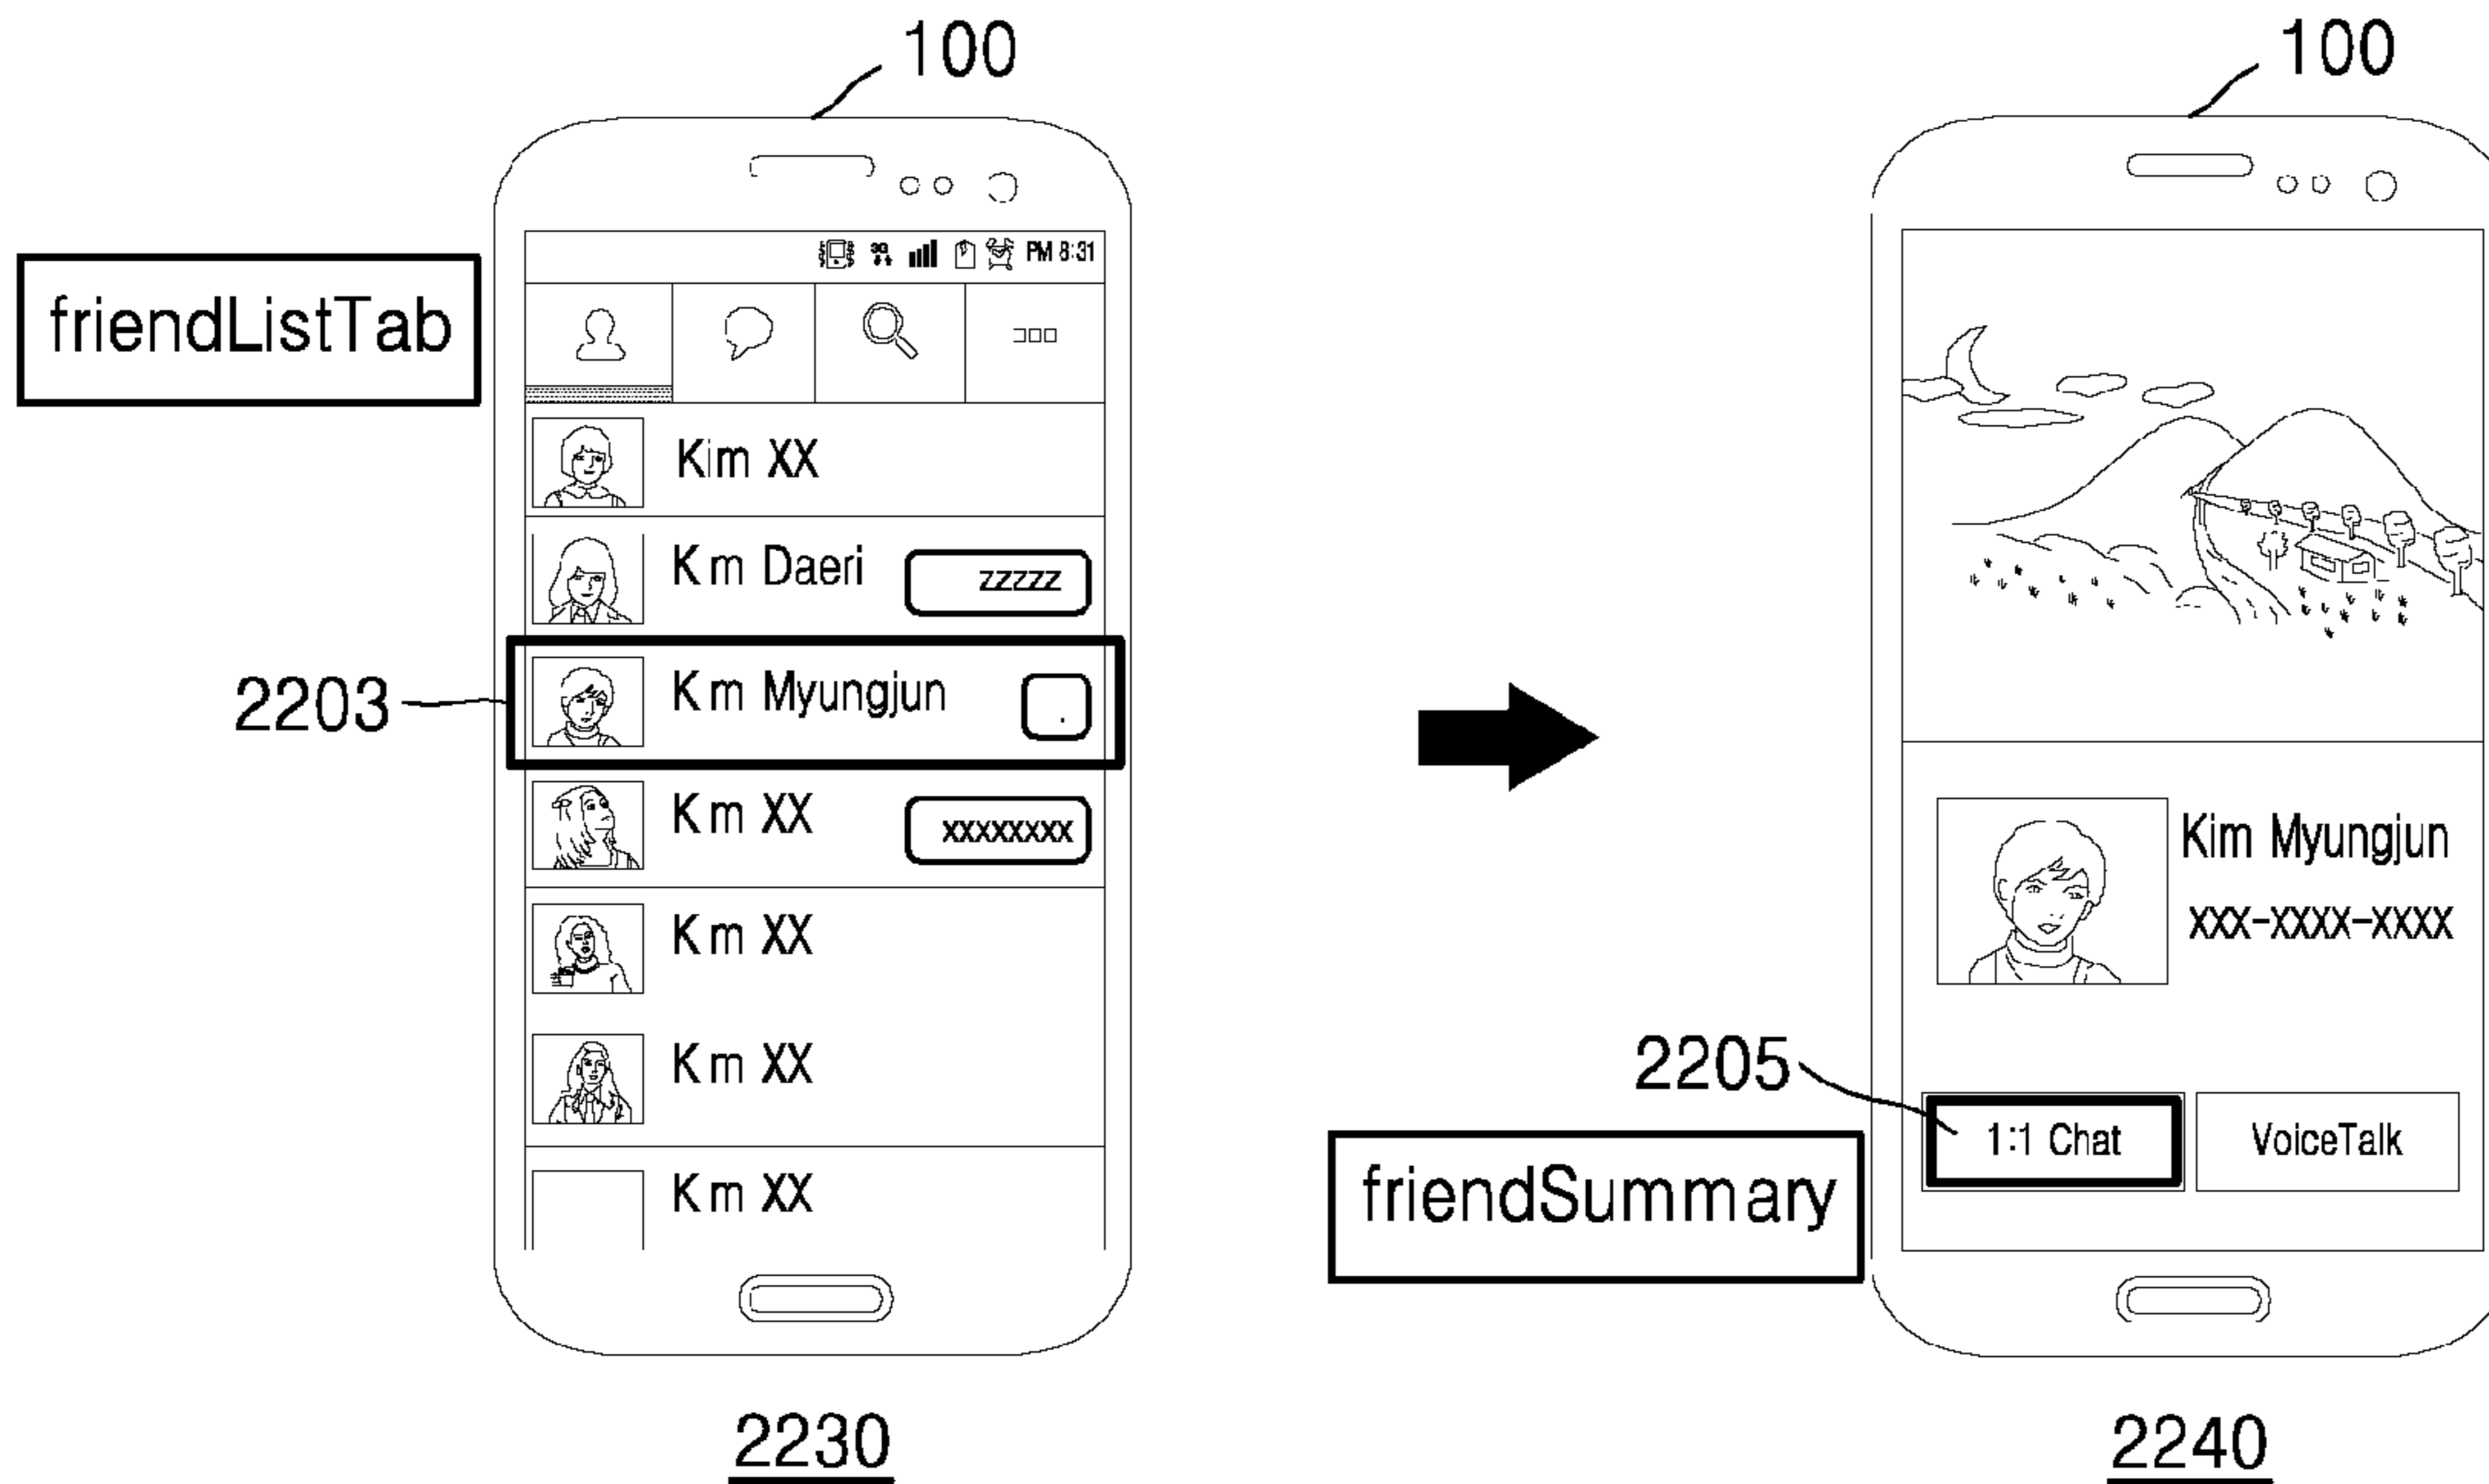 100
friendListTab
3G
PM 8:31
Kim XX
K m Daeri
zzzzz
2203
K m Myungjun
.
K m XX
xxxxxxxx
K m XX
K m XX
K m XX
2230
100
Kim Myungjun
xxx-xxxx-xxxx
2205
1:1 Chat
VoiceTalk
friendSummary
2240